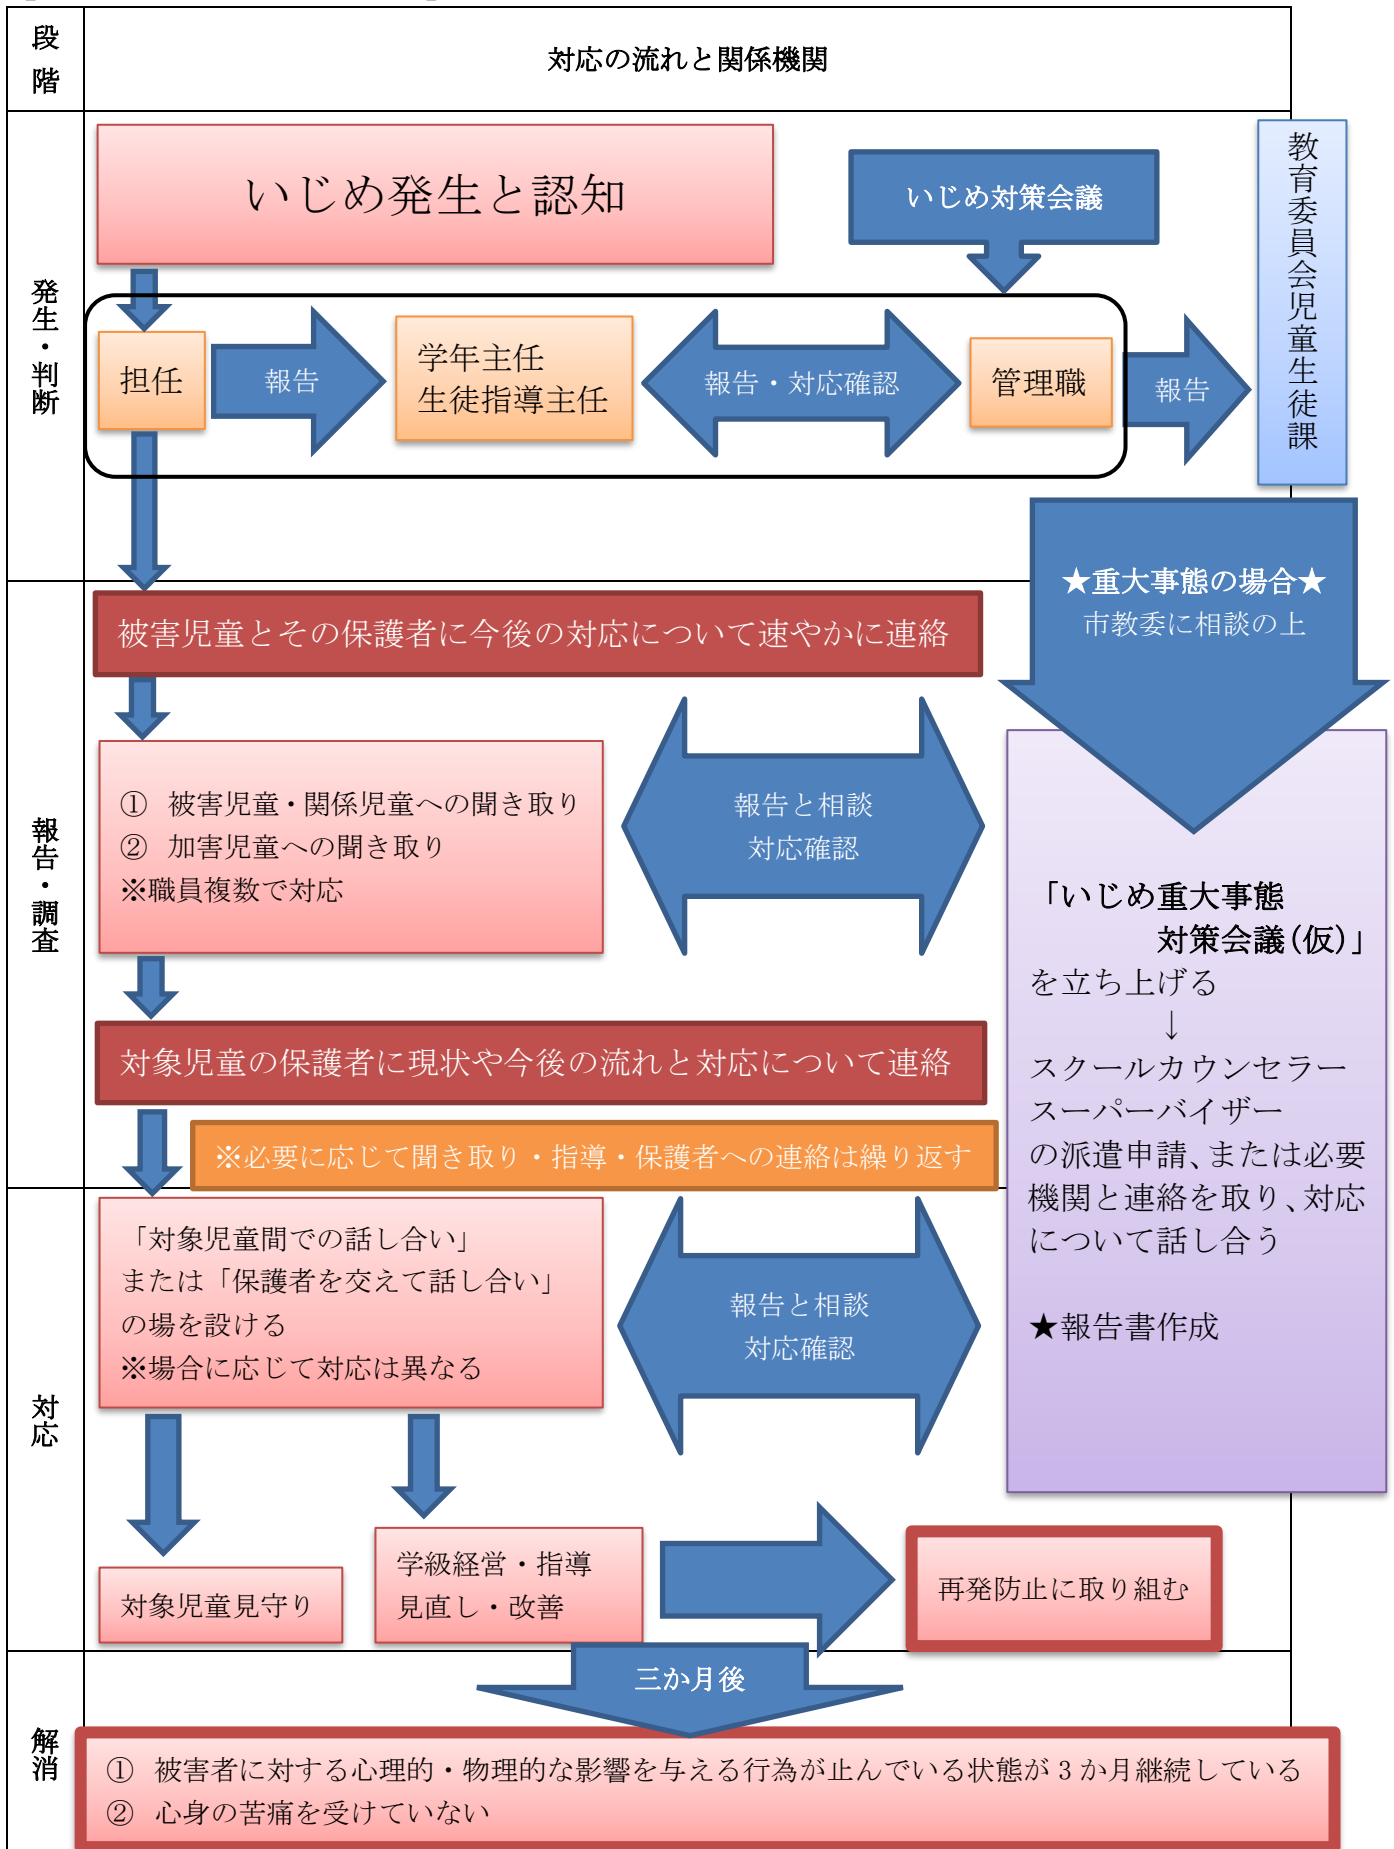 段
階
対応の流れと関係機関
発生・判断
いじめ発生と認知
いじめ対策会議
教育委員会児童生徒課
担任
報告
学年主任
生徒指導主任
報告・対応確認
管理職
報告
★重大事態の場合★
市教委に相談の上
報告・調査
被害児童とその保護者に今後の対応について速やかに連絡
① 被害児童・関係児童への聞き取り
② 加害児童への聞き取り
※職員複数で対応
報告と相談
対応確認
「いじめ重大事態
対策会議(仮)」
を立ち上げる
↓
スクールカウンセラー
スーパーバイザー
の派遣申請、または必要
機関と連絡を取り、対応
について話し合う
★報告書作成
対象児童の保護者に現状や今後の流れと対応について連絡
※必要に応じて聞き取り・指導・保護者への連絡は繰り返す
対応
「対象児童間での話し合い」
または「保護者を交えて話し合い」
の場を設ける
※場合に応じて対応は異なる
報告と相談
対応確認
対象児童見守り
学級経営・指導
見直し・改善
再発防止に取り組む
解消
三か月後
① 被害者に対する心理的・物理的な影響を与える行為が止んでいる状態が3か月継続している
② 心身の苦痛を受けていない